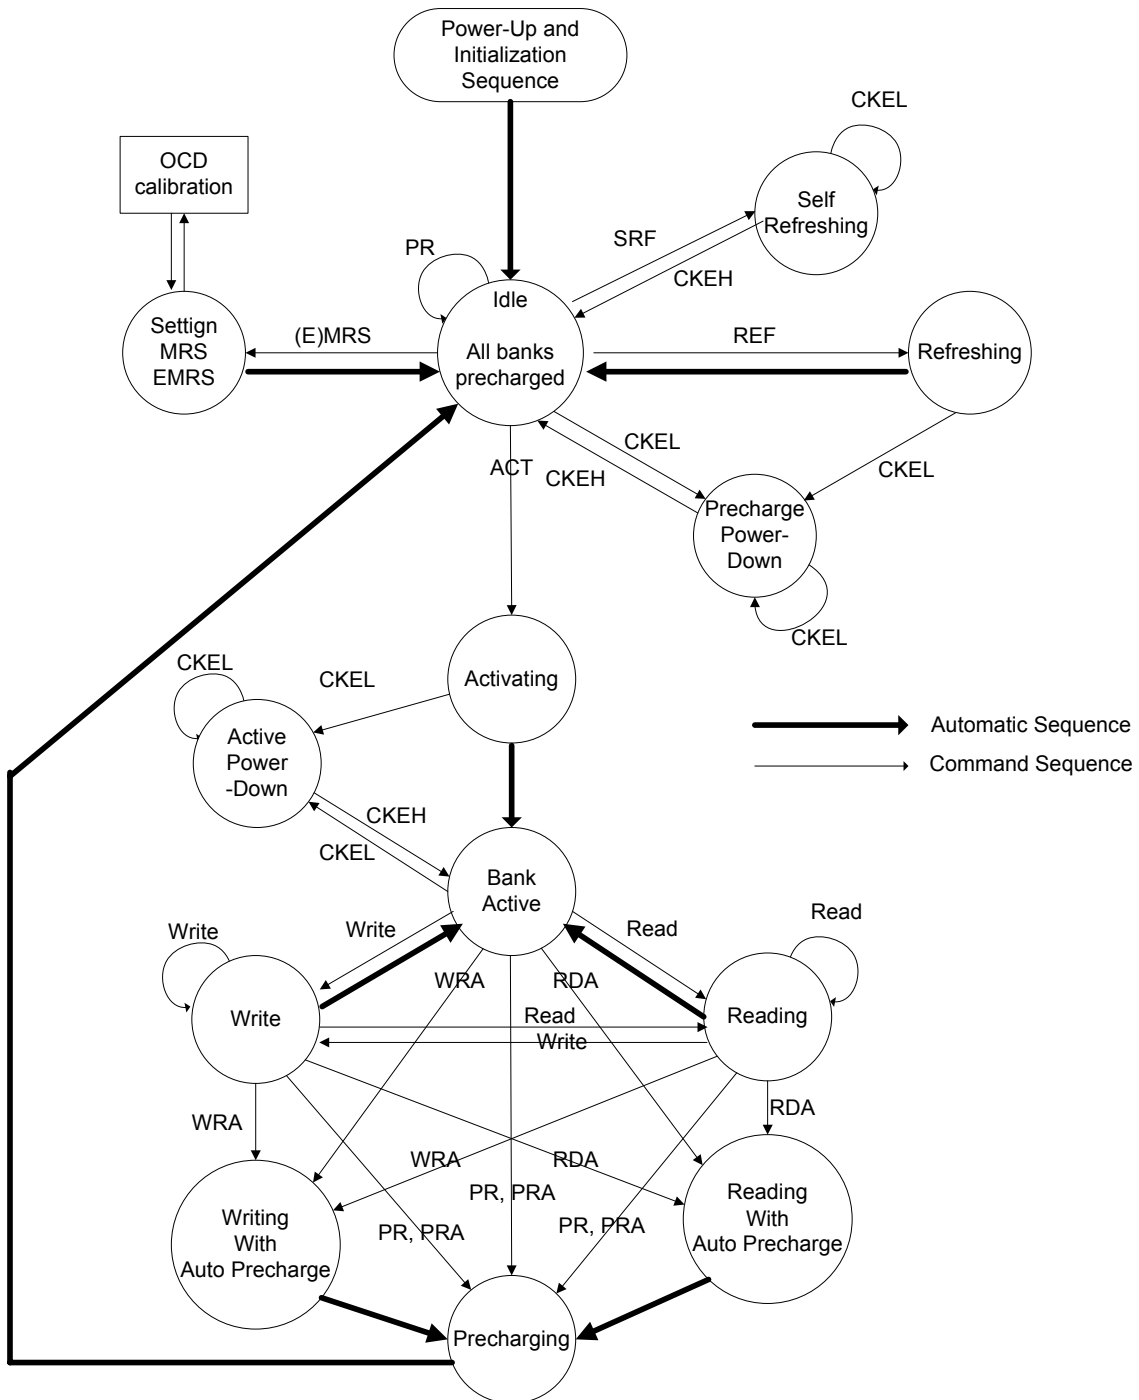 Power-Up and
Initialization
Sequence
CKEL
OCD
calibration
Self
Refreshing
SRF
PR
CKEH
Idle
All banks
precharged
Settign
MRS
EMRS
(E)MRS
REF
Refreshing
CKEL
ACT
CKEH
CKEL
Precharge
Power-
Down
CKEL
Activating
CKEL
CKEL
Active
Power
-Down
Automatic Sequence
Command Sequence
CKEH
CKEL
Bank
Active
Write
Write
Read
Read
WRA
RDA
Write
Read
Write
Reading
WRA
RDA
WRA
RDA
PR, PRA
PR, PRA
PR, PRA
Writing
With
Auto Precharge
Reading
With
Auto Precharge
Precharging